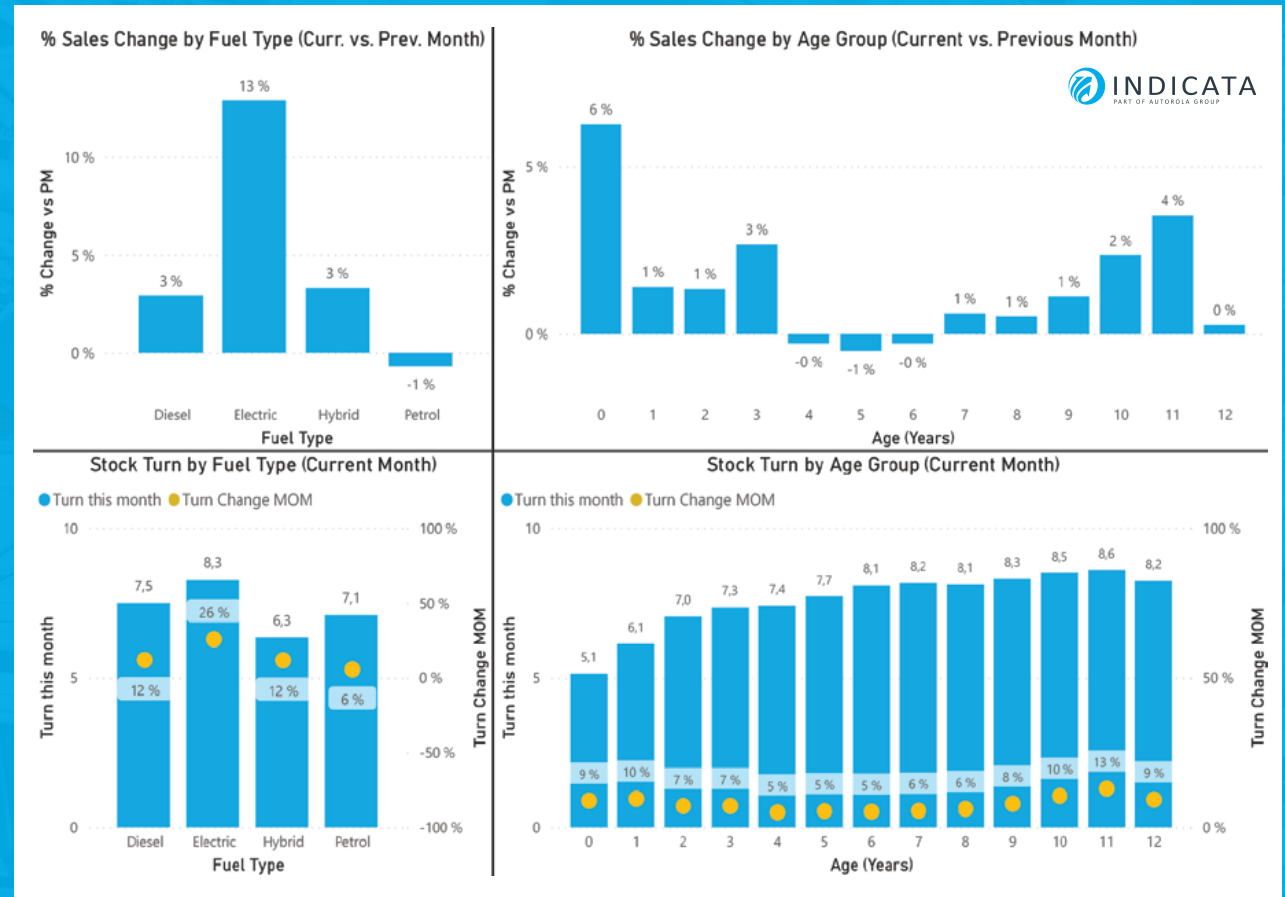 % Sales Change by Fuel Type (Curr. vs. Prev. Month)
13 %
10 %
5 %
0 %
3 %
3 %
-1 %
% Change vs PM
Diesel Electric Hybrid Petrol
Fuel Type
% Sales Change by Age Group (Current vs. Previous Month)
INDICATA
PART OF AUTOROLA GROUP
6 %
5 %
0 %
1 %
1 %
3 %
-0 %
-1 %
-0 %
1 %
1 %
1 %
2 %
4 %
0 %
% Change vs PM
0 1 2 3 4 5 6 7 8 9 10 11 12
Age (Years)
Stock Turn by Fuel Type (Current Month)
Turn this month Turn Change MOM
10
5
0
100 %
50 %
0 %
-50 %
-100 %
7,5
8,3
6,3
7,1
12 %
26 %
12 %
6 %
Turn this month
Turn Change MOM
Diesel Electric Hybrid Petrol
Fuel Type
Stock Turn by Age Group (Current Month)
Turn this month Turn Change MOM
10
5
0
100 %
50 %
0 %
5,1 6,1 7,0 7,3 7,4 7,7 8,1 8,2 8,1 8,3 8,5 8,6 8,2
9 % 10 % 7 % 7 % 5 % 5 % 5 % 6 % 6 % 8 % 10 % 13 % 9 %
Turn this month
Turn Change MOM
0 1 2 3 4 5 6 7 8 9 10 11 12
Age (Years)